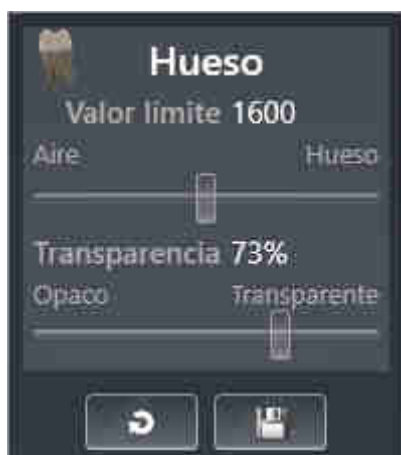 Hueso
Valor límite 1600
Aire Hueso
Transparencia 73%
Opaco Transparente